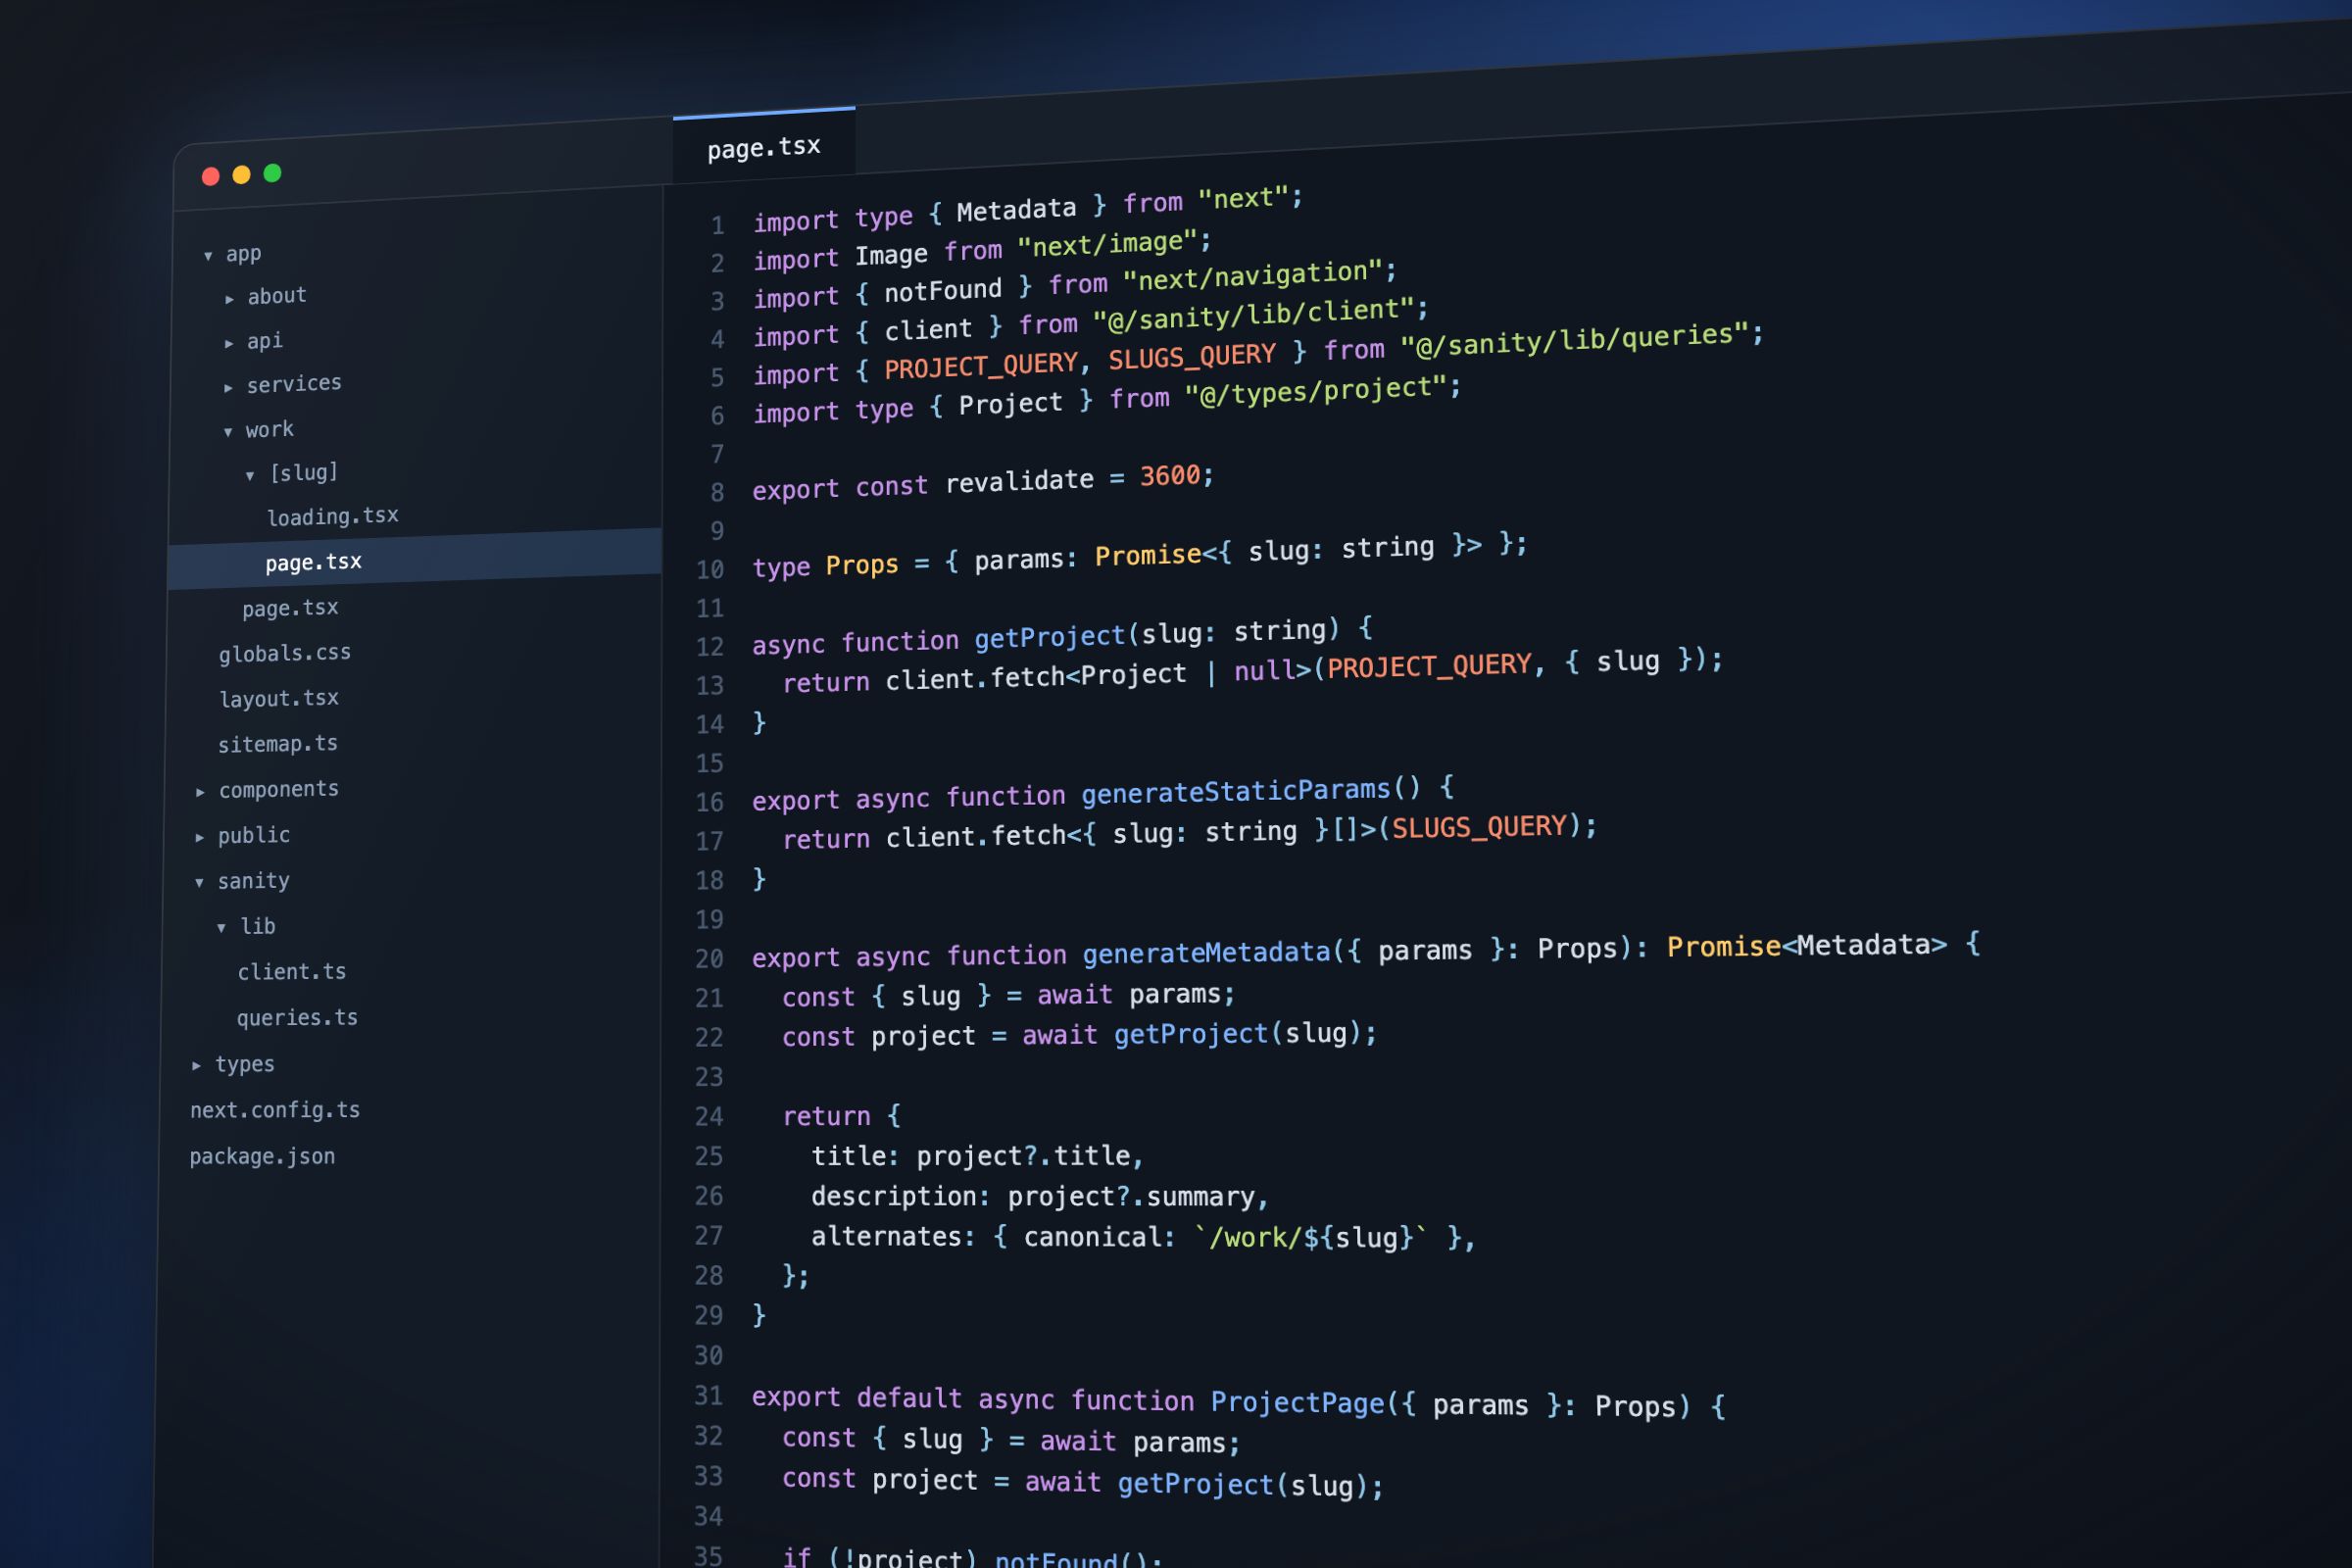 page.tsx
app
about
api
services
work
[slug]
loading.tsx
page.tsx
page.tsx
globals.css
layout.tsx
sitemap.ts
components
public
sanity
lib
client.ts
queries.ts
types
next.config.ts
package.json
1 import type { Metadata } from "next";
2 import Image from "next/image";
3 import { notFound } from "next/navigation";
4 import { client } from "@/sanity/lib/client";
5 import { PROJECT_QUERY, SLUGS_QUERY } from "@/sanity/lib/queries";
6 import type { Project } from "@/types/project";
7
8 export const revalidate = 3600;
9
10 type Props = { params: Promise<{ slug: string }> };
11
12 async function getProject(slug: string) {
13   return client.fetch<Project | null>(PROJECT_QUERY, { slug });
14 }
15
16 export async function generateStaticParams() {
17   return client.fetch<{ slug: string }[]>(SLUGS_QUERY);
18 }
19
20 export async function generateMetadata({ params }: Props): Promise<Metadata> {
21   const { slug } = await params;
22   const project = await getProject(slug);
23
24   return {
25     title: project?.title,
26     description: project?.summary,
27     alternates: { canonical: `/work/${slug}` },
28   };
29 }
30
31 export default async function ProjectPage({ params }: Props) {
32   const { slug } = await params;
33   const project = await getProject(slug);
34
35   if (!project) notFound();